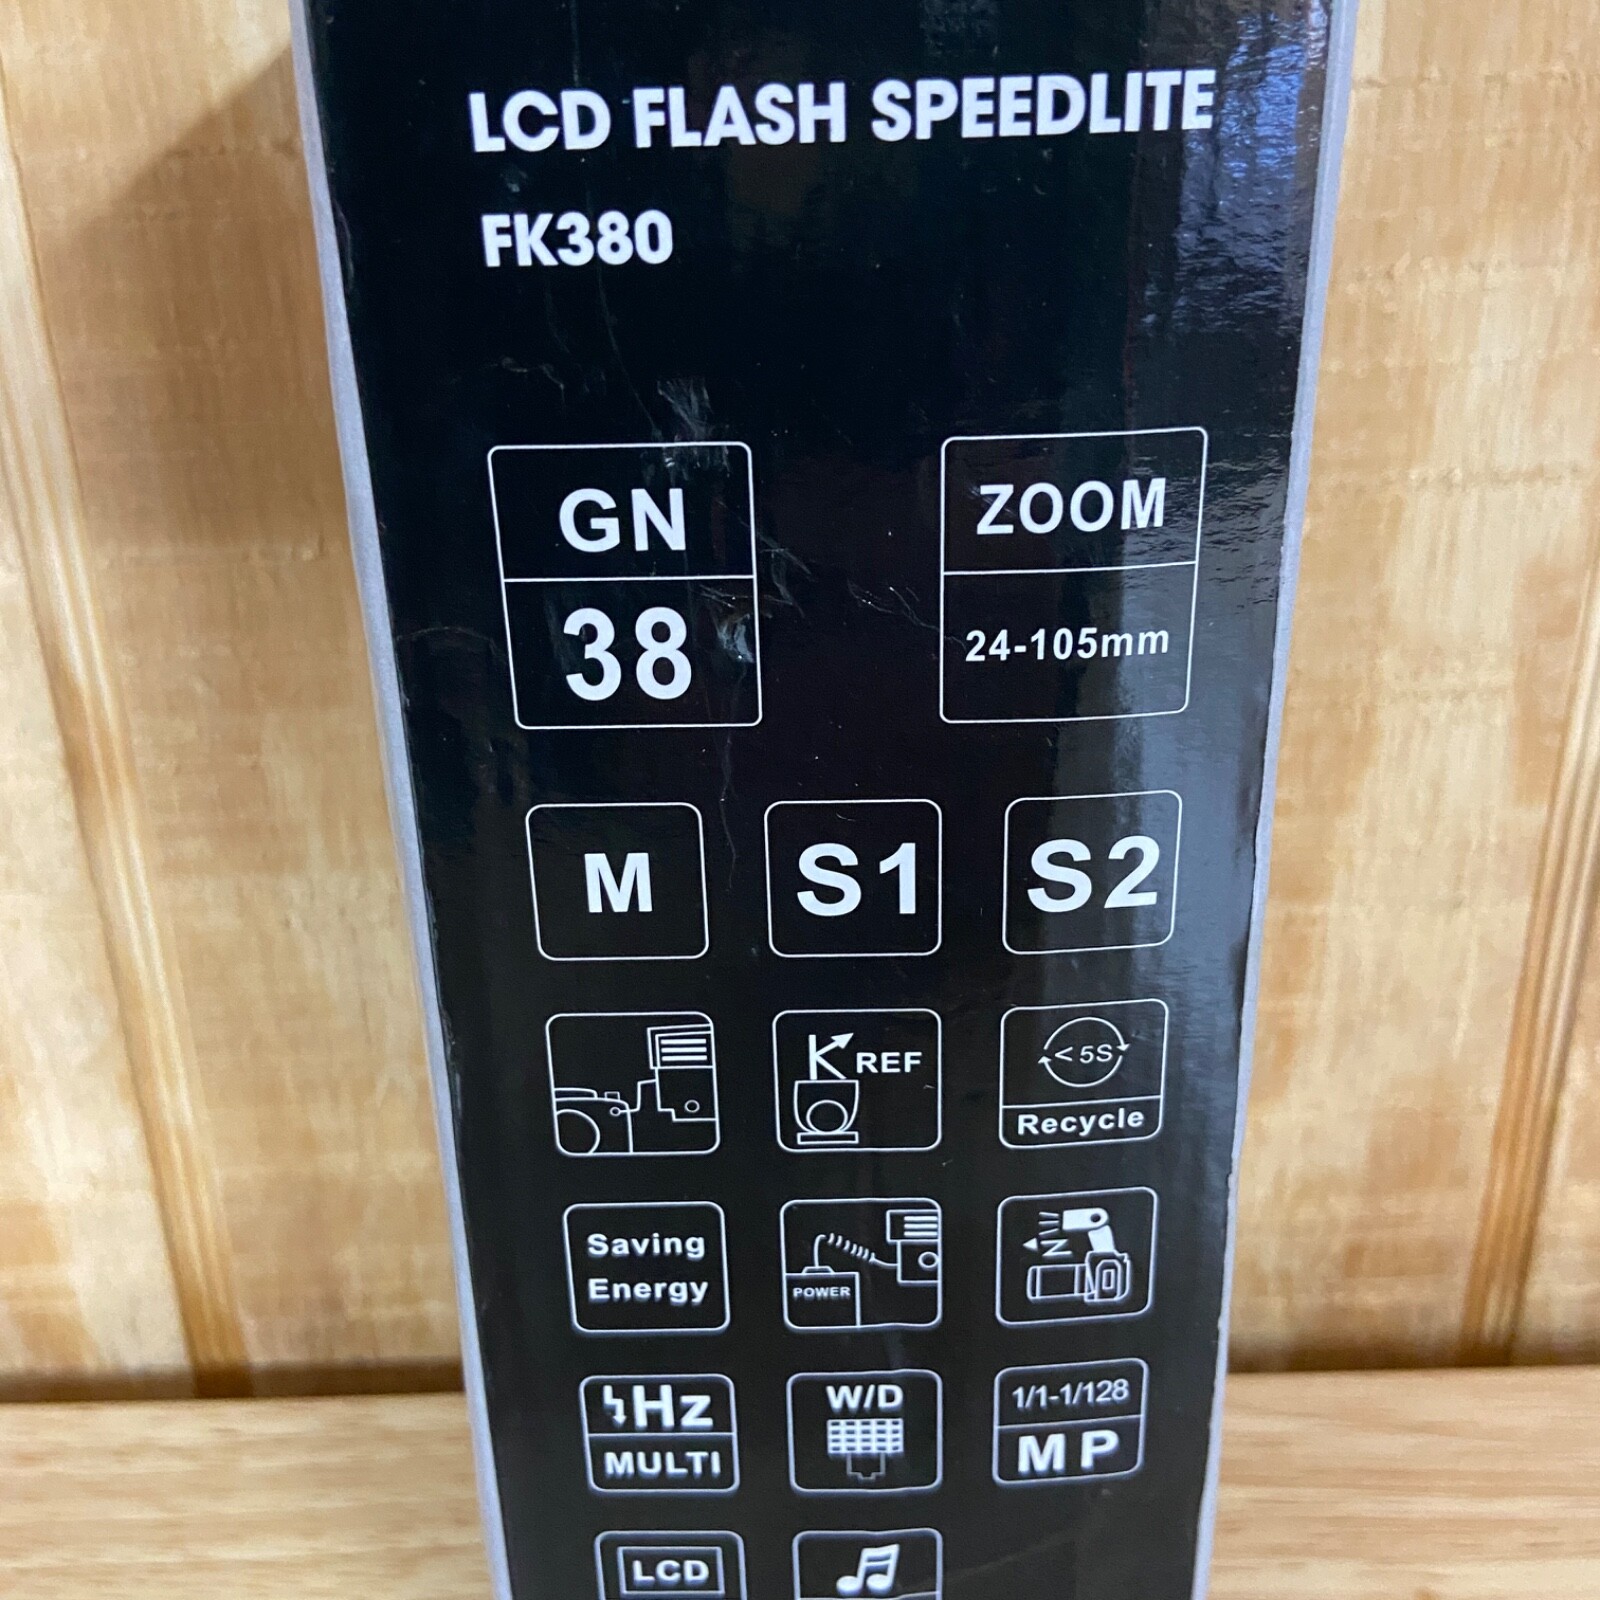 LCD FLASH SPEEDLITE
FK380
GN
38
ZOOM
24-105mm
M
S1
S2
REF
<5S
Recycle
Saving
Energy
POWER
Hz
MULTI
W/D
1/1-1/128
MP
LCD